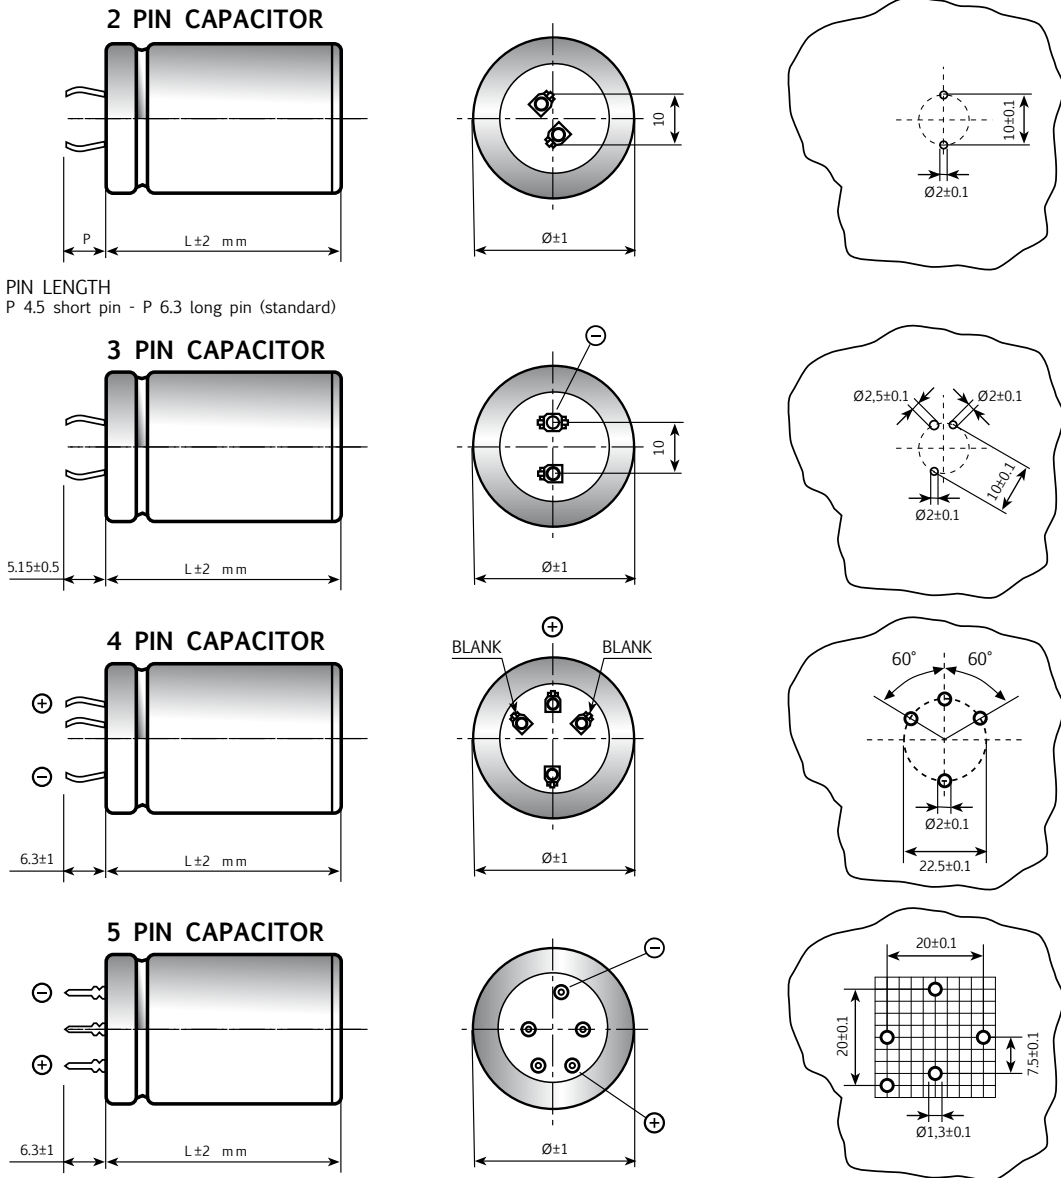 2 PIN CAPACITOR
10
10±0.1
Ø2±0.1
P
L±2 mm
Ø±1
PIN LENGTH
P 4.5 short pin - P 6.3 long pin (standard)
3 PIN CAPACITOR
−
10
Ø2,5±0.1
Ø2±0.1
10±0.1
Ø2±0.1
5.15±0.5
L±2 mm
Ø±1
4 PIN CAPACITOR
+
BLANK
BLANK
60°
60°
+
−
Ø2±0.1
6.3±1
L±2 mm
Ø±1
22.5±0.1
5 PIN CAPACITOR
−
20±0.1
−
20±0.1
7.5±0.1
+
+
Ø1,3±0.1
6.3±1
L±2 mm
Ø±1